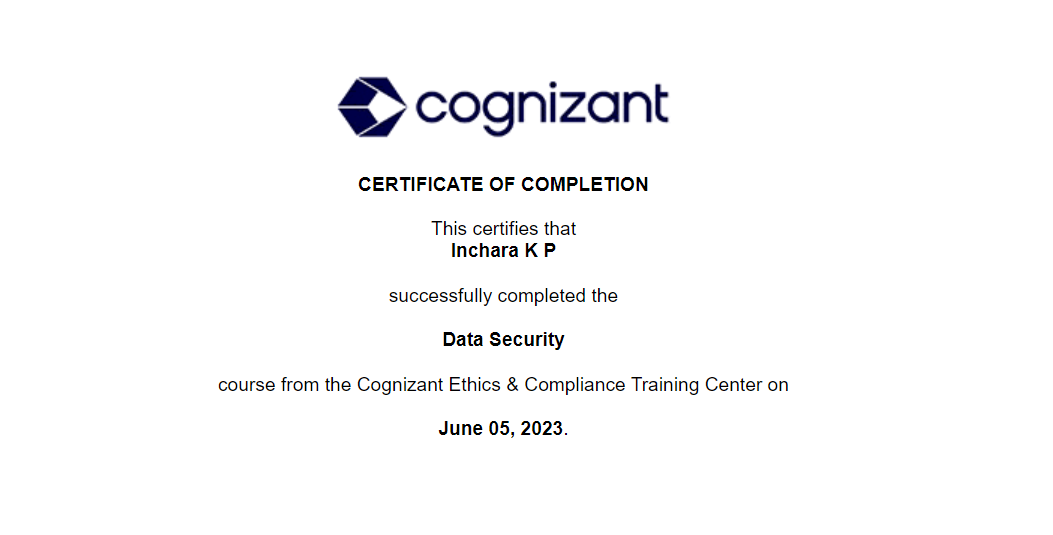 cognizant
CERTIFICATE OF COMPLETION
This certifies that
Inchara K P
successfully completed the
Data Security
course from the Cognizant Ethics & Compliance Training Center on
June 05, 2023.